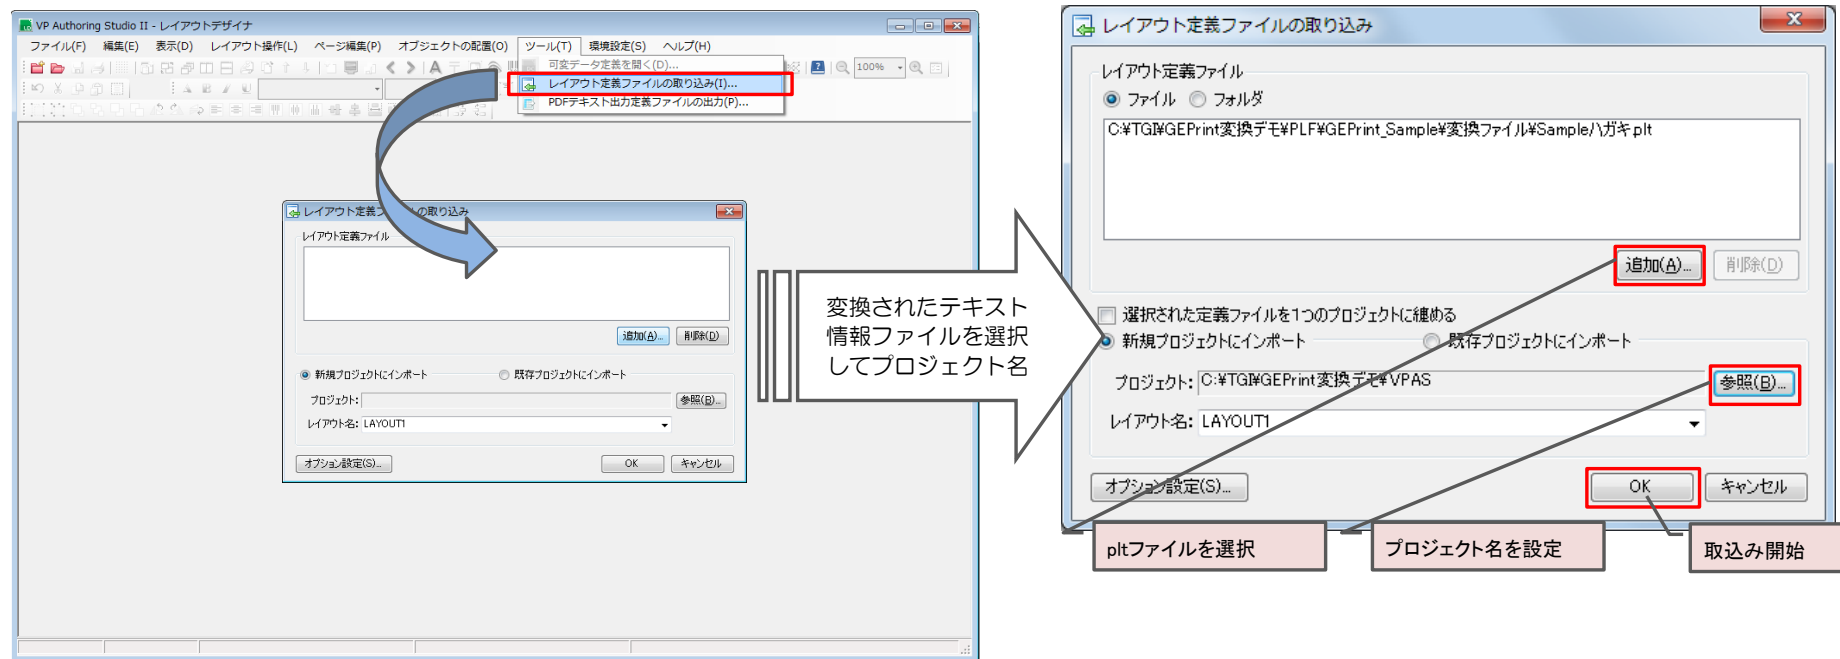 VP Authoring Studio II - レイアウトデザイナ
ファイル(F) 編集(E) 表示(D) レイアウト操作(L) ページ編集(P) オブジェクトの配置(O) ツール(T) 環境設定(S) ヘルプ(H)
可変データ定義を開く(D)...
レイアウト定義ファイルの取り込み(I)...
PDFテキスト出力定義ファイルの出力(P)...
100%
レイアウト定義フ の取り込み
レイアウト定義ファイル
追加(A)... 削除(D)
新規プロジェクトにインポート 既存プロジェクトにインポート
プロジェクト: 参照(B)...
レイアウト名: LAYOUT1
オプション設定(S)... OK キャンセル
変換されたテキスト
情報ファイルを選択
してプロジェクト名
レイアウト定義ファイルの取り込み
レイアウト定義ファイル
ファイル フォルダ
C:¥TGI¥GEPrint変換デモ¥PLF¥GEPrint_Sample¥変換ファイル¥Sampleハガキ.plt
追加(A)... 削除(D)
選択された定義ファイルを1つのプロジェクトに纏める
新規プロジェクトにインポート 既存プロジェクトにインポート
プロジェクト: C:¥TGI¥GEPrint変換デモ¥VPAS 参照(B)...
レイアウト名: LAYOUT1
オプション設定(S)... OK キャンセル
pltファイルを選択
プロジェクト名を設定
取込み開始